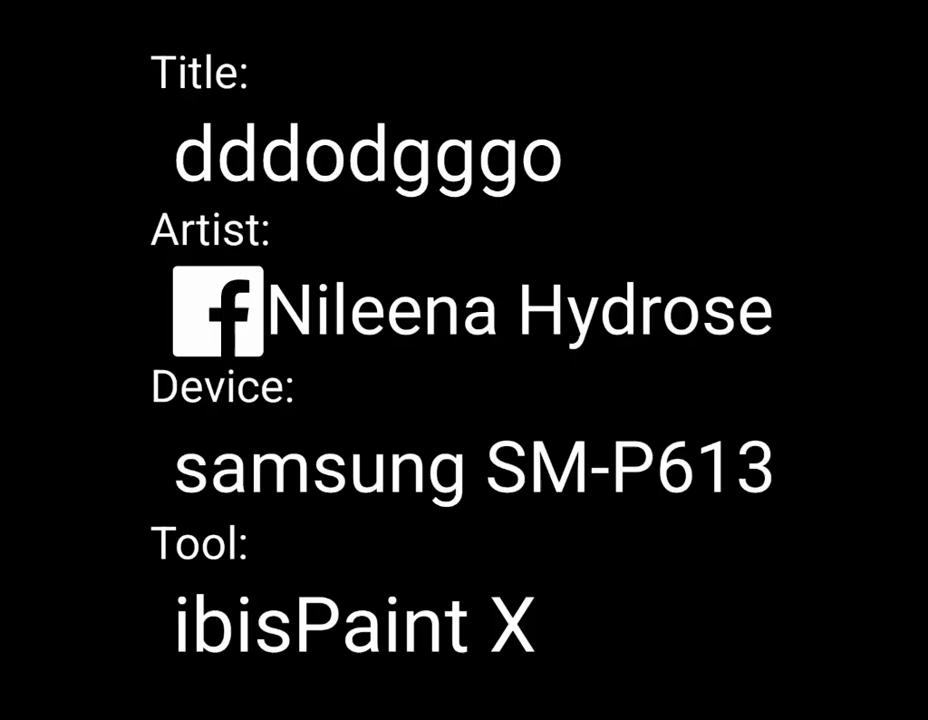 Title:
dddodgggo
Artist:
Nileena Hydrose
Device:
samsung SM-P613
Tool:
ibisPaint X